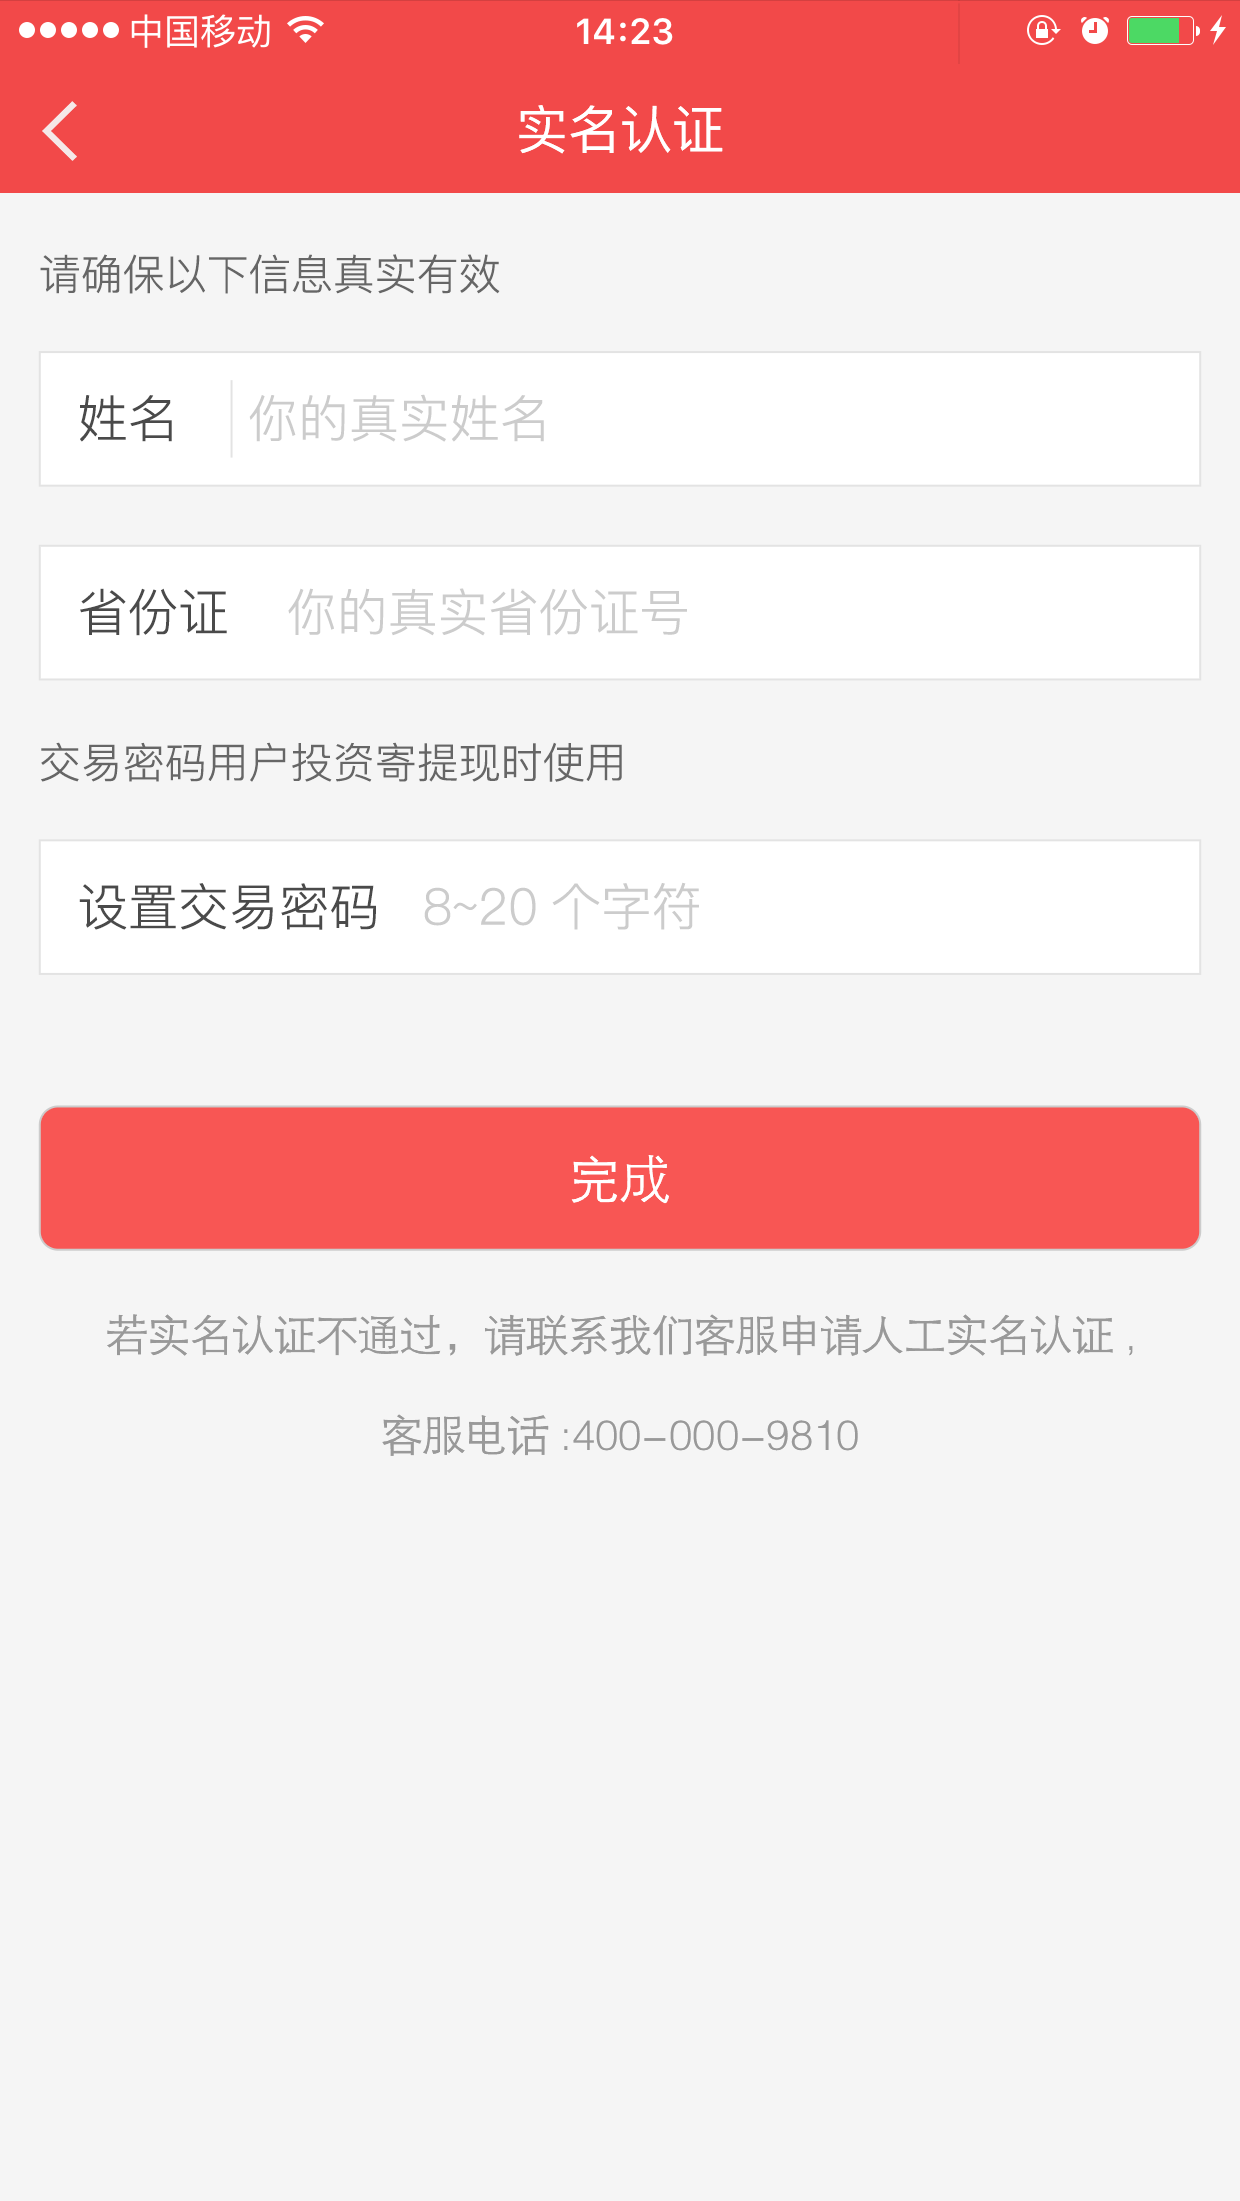 中国移动 14:23
实名认证
请确保以下信息真实有效
姓名 你的真实姓名
省份证 你的真实省份证号
交易密码用户投资寄提现时使用
设置交易密码 8~20 个字符
完成
若实名认证不通过，请联系我们客服申请人工实名认证 ,
客服电话 :400-000-9810